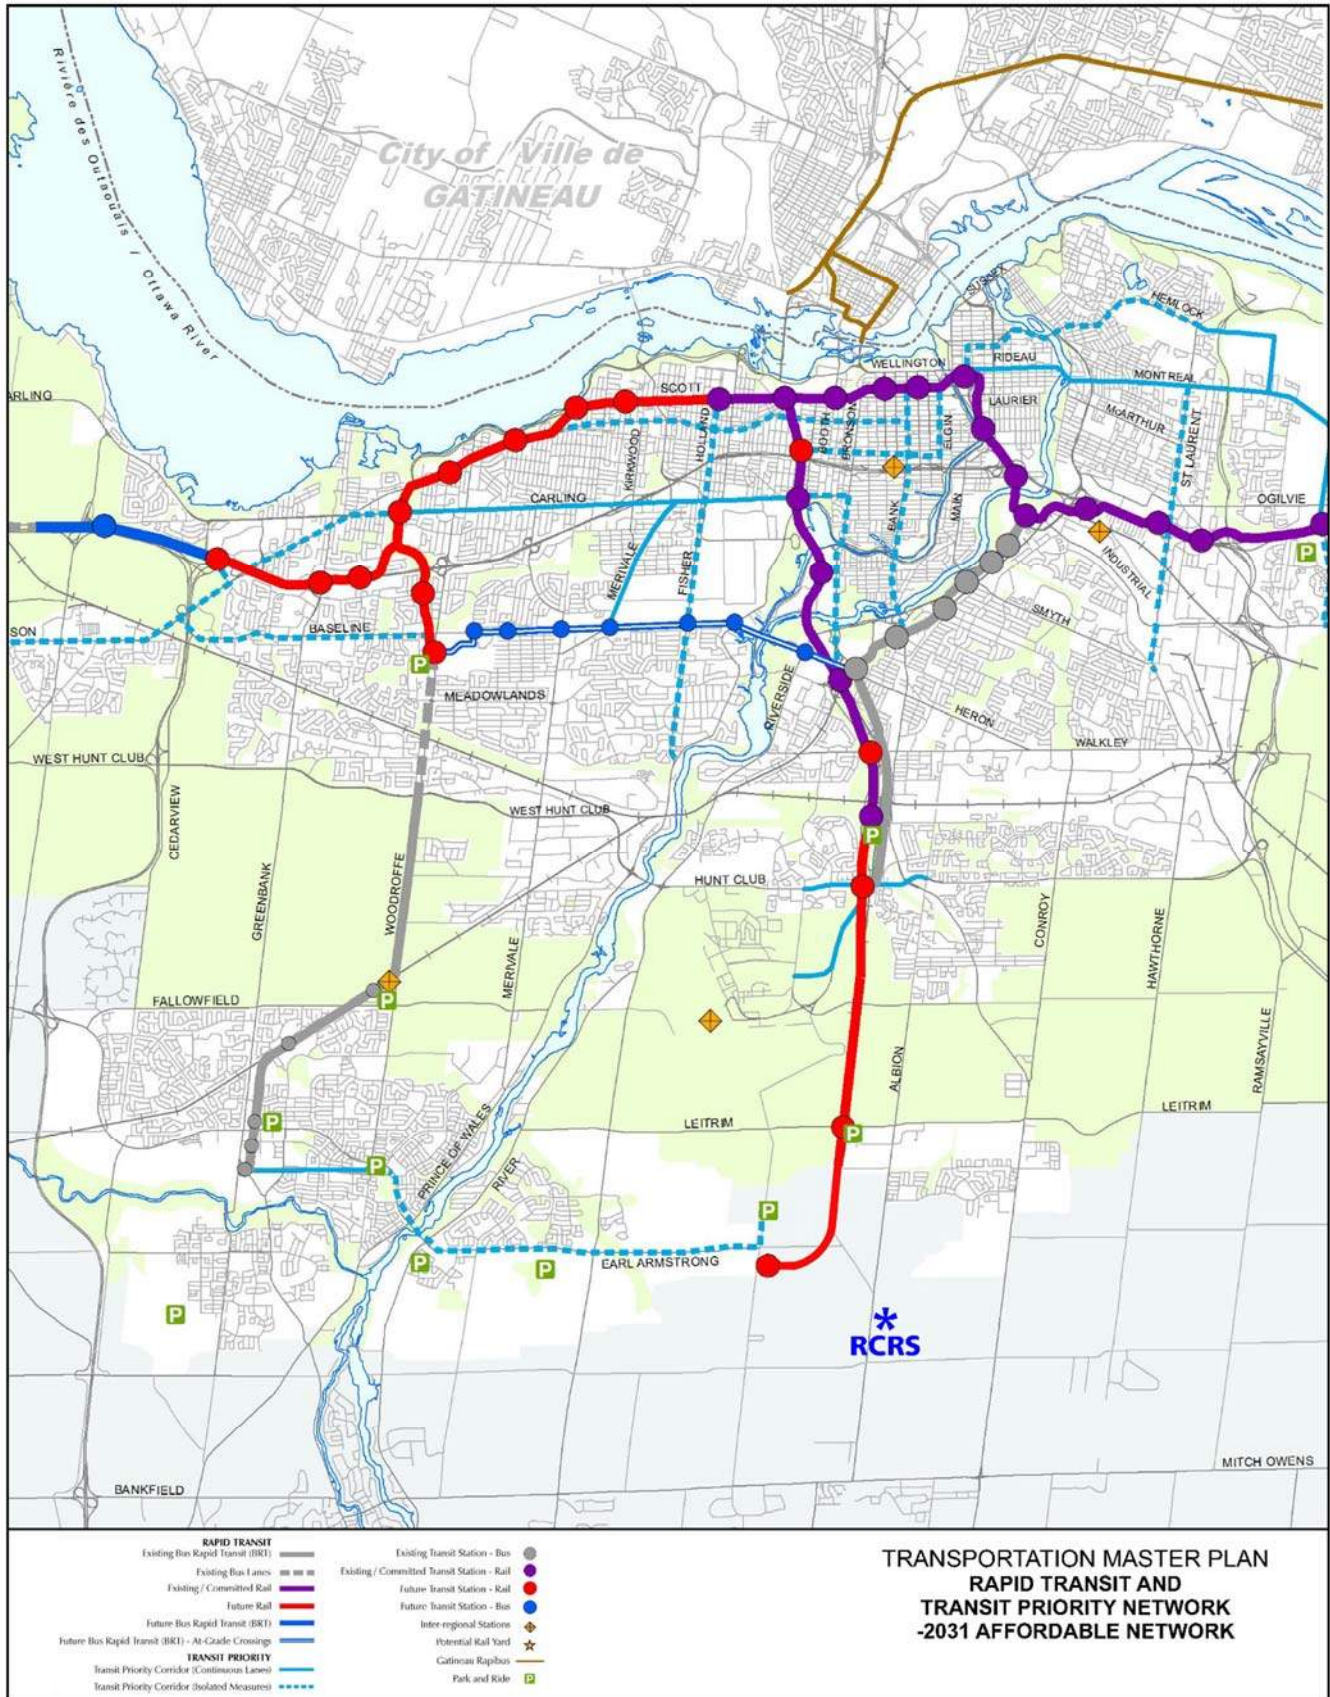 Rivière des Outaouais / Ottawa River
City of / Ville de
GATINEAU
SUSSEX
HEMLOCK
WELLINGTON
RIDEAU
SCOTT
MONTREAL
ARLING
LAURIER
McARTHUR
HOLLAND
KIRKWOOD
BOOTH
BRONSON
ELGIN
ST LAURENT
CARLING
OGILVIE
BANK
MAIN
MERIVALE
FISHER
INDUSTRIAL
SMYTH
SON
BASELINE
P
P
MEADOWLANDS
RIVERSIDE
HERON
WALKLEY
WEST HUNT CLUB
CEDARVIEW
WEST HUNT CLUB
P
HUNT CLUB
GREENBANK
WOODROFFE
MERIVALE
CONROY
HAWTHORNE
FALLOWFIELD
P
ALBION
RAMSAYVILLE
LEITRIM
P
LEITRIM
P
PRINCE OF WALES
RIVER
P
P
EARL ARMSTRONG
P
P
P
*
RCRS
MITCH OWENS
BANKFIELD
RAPID TRANSIT
Existing Bus Rapid Transit (BRT)
Existing Bus Lanes
Existing / Committed Rail
Future Rail
Future Bus Rapid Transit (BRT)
Future Bus Rapid Transit (BRT) - At-Grade Crossings
TRANSIT PRIORITY
Transit Priority Corridor (Continuous Lanes)
Transit Priority Corridor (Isolated Measures)
Existing Transit Station - Bus
Existing / Committed Transit Station - Rail
Future Transit Station - Rail
Future Transit Station - Bus
Inter-regional Stations
Potential Rail Yard
Gatineau Rapibus
Park and Ride P
TRANSPORTATION MASTER PLAN
RAPID TRANSIT AND
TRANSIT PRIORITY NETWORK
-2031 AFFORDABLE NETWORK